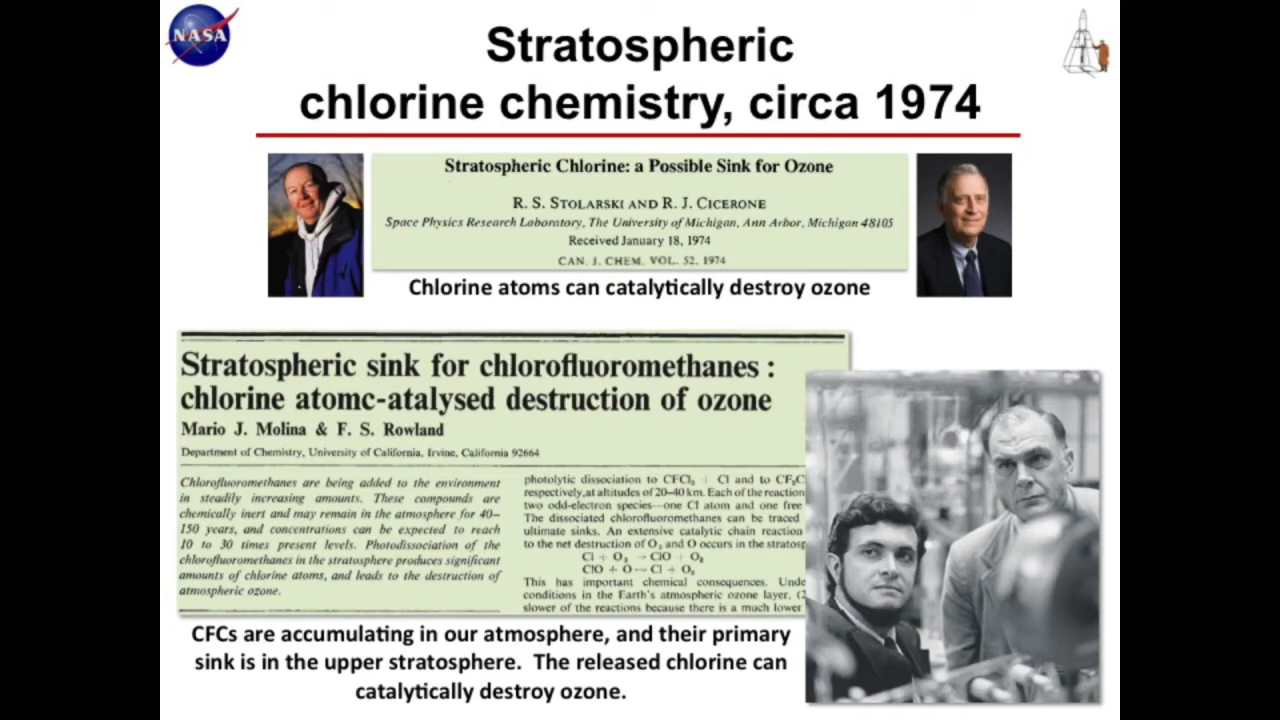 NASA
Stratospheric
chlorine chemistry, circa 1974
Stratospheric Chlorine: a Possible Sink for Ozone
R. S. STOLARSKI AND R. J. CICERONE
Space Physics Research Laboratory, The University of Michigan, Ann Arbor, Michigan 48105
Received January 18, 1974
CAN. J. CHEM. VOL. 52, 1974
Chlorine atoms can catalytically destroy ozone
Stratospheric sink for chlorofluoromethanes :
chlorine atomc-atalysed destruction of ozone
Mario J. Molina & F. S. Rowland
Department of Chemistry, University of California, Irvine, California 92664
Chlorofluoromethanes are being added to the environment
in steadily increasing amounts. These compounds are
chemically inert and may remain in the atmosphere for 40–
150 years, and concentrations can be expected to reach
10 to 30 times present levels. Photodissociation of the
chlorofluoromethanes in the stratosphere produces significant
amounts of chlorine atoms, and leads to the destruction of
atmospheric ozone.
photolytic dissociation to CFCl₂ + Cl and to CF₂C
respectively, at altitudes of 20–40 km. Each of the reaction
two odd-electron species—one Cl atom and one free
The dissociated chlorofluoromethanes can be traced
ultimate sinks. An extensive catalytic chain reaction
to the net destruction of O₃ and O occurs in the stratosp
Cl + O₃ → ClO + O₂
ClO + O → Cl + O₂
This has important chemical consequences. Unde
conditions in the Earth's atmospheric ozone layer, (2
slower of the reactions because there is a much lower
CFCs are accumulating in our atmosphere, and their primary
sink is in the upper stratosphere. The released chlorine can
catalytically destroy ozone.